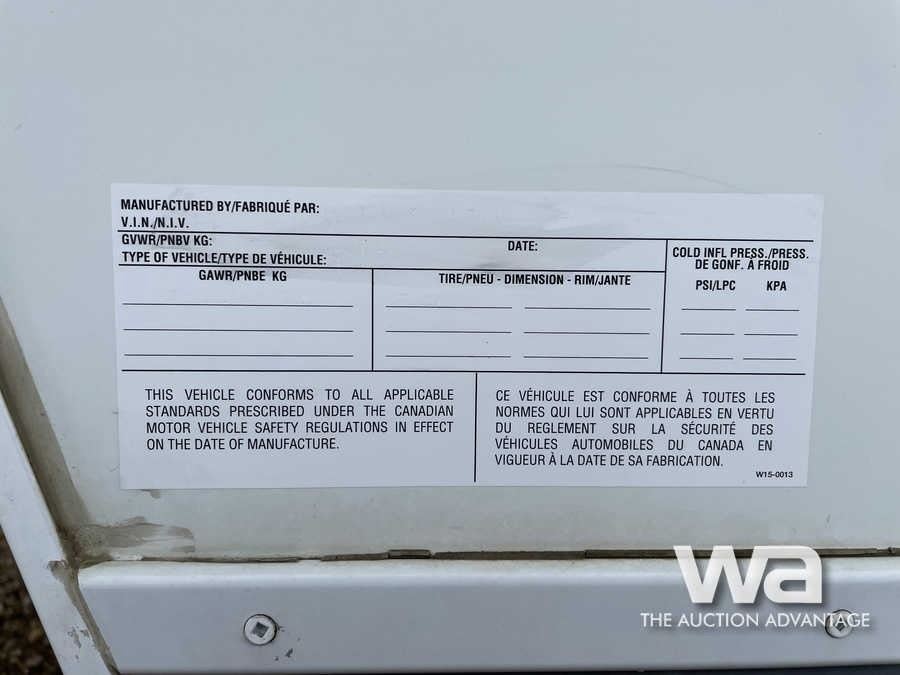 MANUFACTURED BY/FABRIQUÉ PAR:
V.I.N./N.I.V.
GVWR/PNBV KG: DATE:
TYPE OF VEHICLE/TYPE DE VÉHICULE:
COLD INFL PRESS./PRESS.
DE GONF. À FROID
PSI/LPC KPA
GAWR/PNBE KG
TIRE/PNEU - DIMENSION - RIM/JANTE
THIS VEHICLE CONFORMS TO ALL APPLICABLE
STANDARDS PRESCRIBED UNDER THE CANADIAN
MOTOR VEHICLE SAFETY REGULATIONS IN EFFECT
ON THE DATE OF MANUFACTURE.
CE VÉHICULE EST CONFORME À TOUTES LES
NORMES QUI LUI SONT APPLICABLES EN VERTU
DU REGLEMENT SUR LA SÉCURITÉ DES
VÉHICULES AUTOMOBILES DU CANADA EN
VIGUEUR À LA DATE DE SA FABRICATION.
W15-0013
wa
THE AUCTION ADVANTAGE